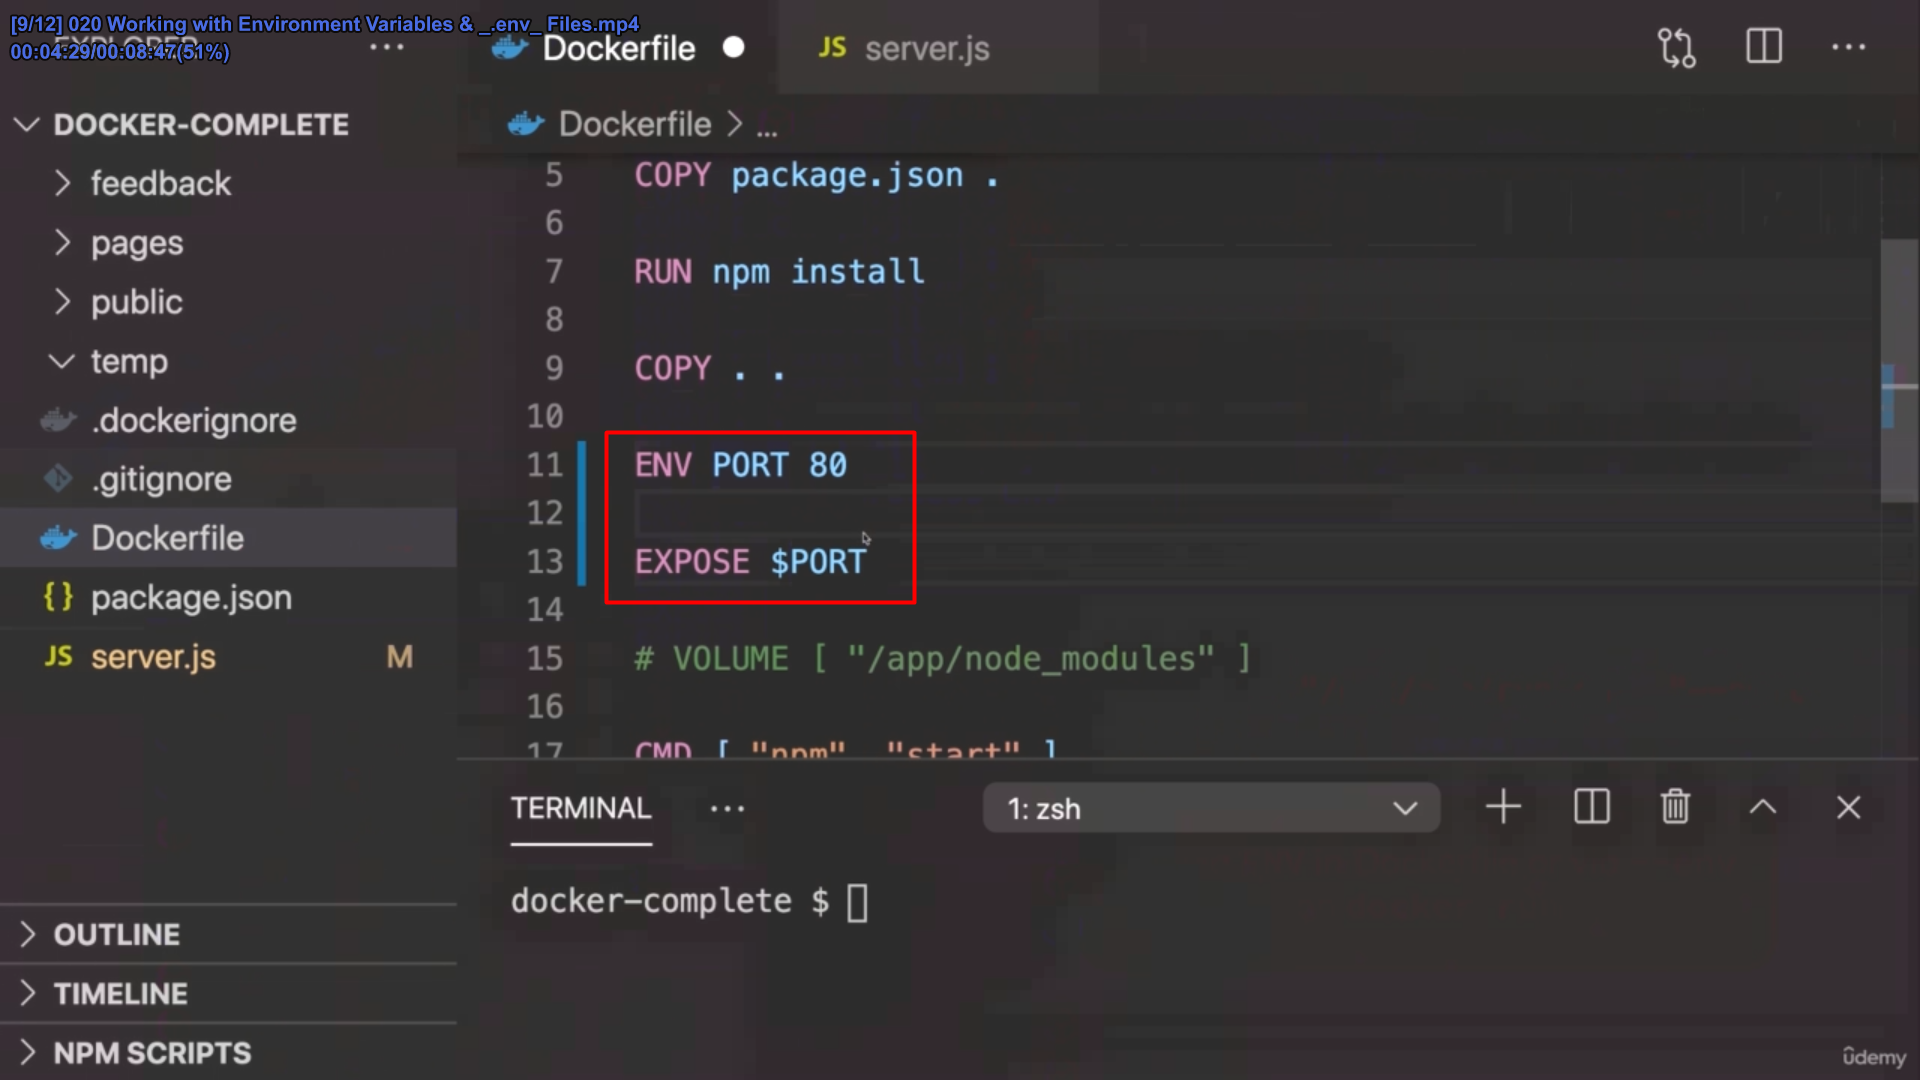 [9/12] 020 Working with Environment Variables & _.env_ Files.mp4
00:04:29/00:08:47(51%)
EXPLORER
Dockerfile
JS server.js
DOCKER-COMPLETE
feedback
pages
public
temp
.dockerignore
.gitignore
Dockerfile
{} package.json
JS server.js M
OUTLINE
TIMELINE
NPM SCRIPTS
Dockerfile > ...
5 COPY package.json .
6
7 RUN npm install
8
9 COPY . .
10
11 ENV PORT 80
12
13 EXPOSE $PORT
14
15 # VOLUME [ "/app/node_modules" ]
16
17 CMD [ "npm", "start" ]
TERMINAL
1: zsh
docker-complete $
ûdemy